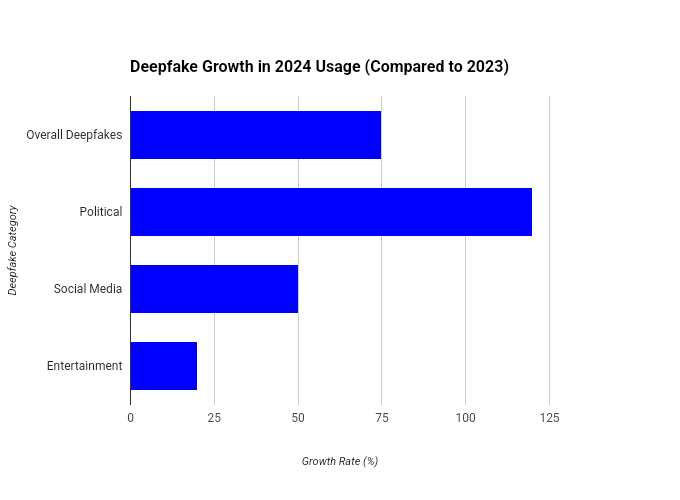 Deepfake Growth in 2024 Usage (Compared to 2023)
Deepfake Category
Overall Deepfakes
Political
Social Media
Entertainment
0 25 50 75 100 125
Growth Rate (%)